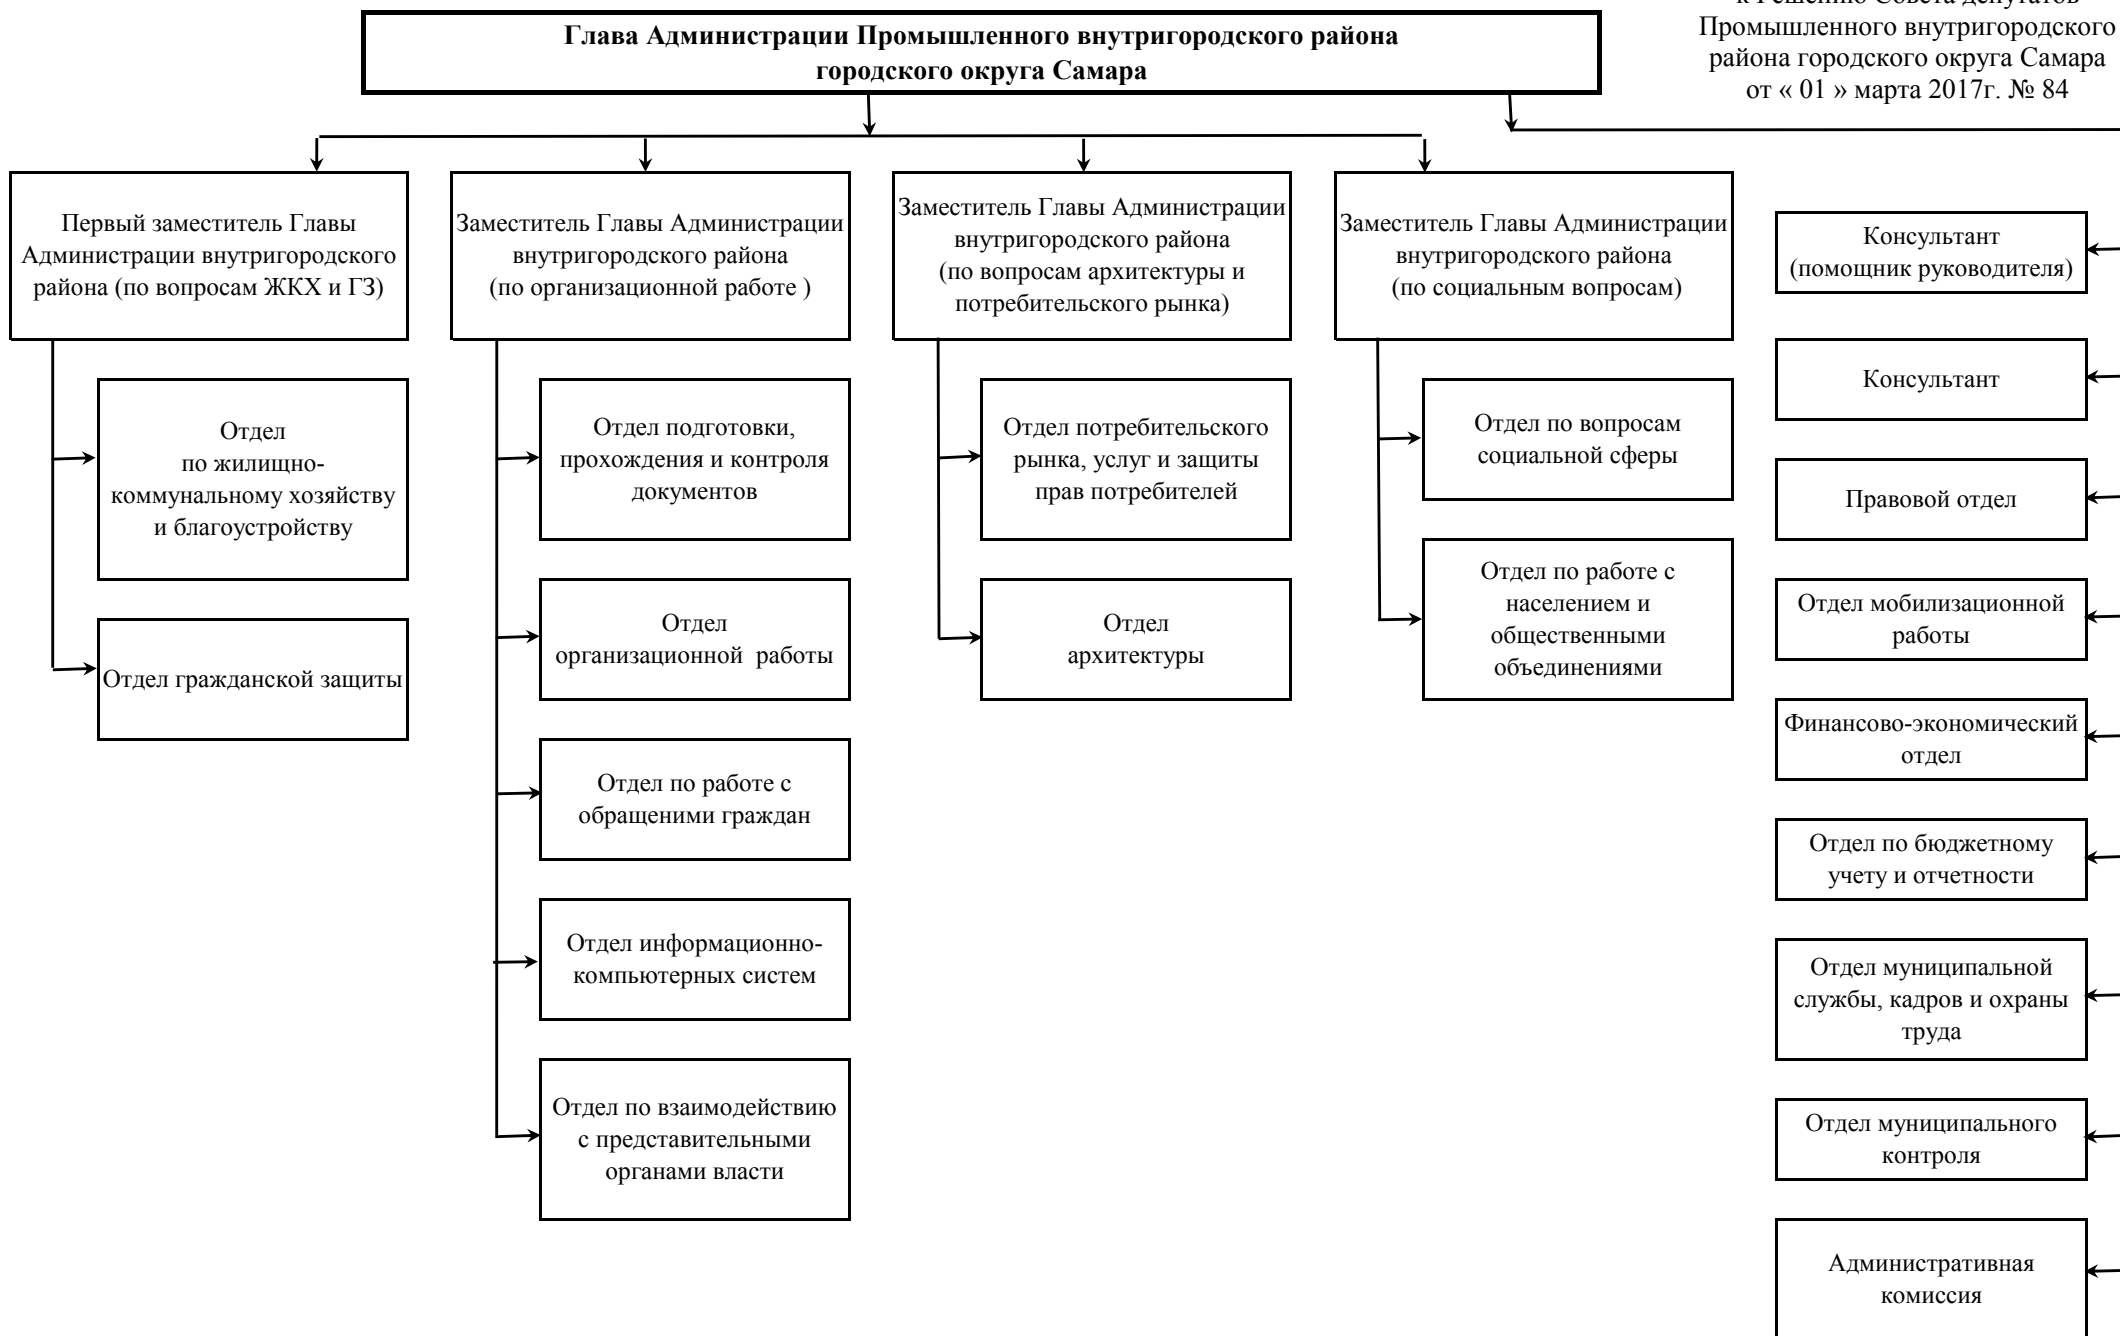 к Решению Совета депутатов
Промышленного внутригородского
района городского округа Самара
от « 01 » марта 2017г. № 84
Глава Администрации Промышленного внутригородского района
городского округа Самара
Первый заместитель Главы
Администрации внутригородского
района (по вопросам ЖКХ и ГЗ)
Отдел
по жилищно-
коммунальному хозяйству
и благоустройству
Отдел гражданской защиты
Заместитель Главы Администрации
внутригородского района
(по организационной работе )
Отдел подготовки,
прохождения и контроля
документов
Отдел
организационной  работы
Отдел по работе с
обращеними граждан
Отдел информационно-
компьютерных систем
Отдел по взаимодействию
с представительными
органами власти
Заместитель Главы Администрации
внутригородского района
(по вопросам архитектуры и
потребительского рынка)
Отдел потребительского
рынка, услуг и защиты
прав потребителей
Отдел
архитектуры
Заместитель Главы Администрации
внутригородского района
(по социальным вопросам)
Отдел по вопросам
социальной сферы
Отдел по работе с
населением и
общественными
объединениями
Консультант
(помощник руководителя)
Консультант
Правовой отдел
Отдел мобилизационной
работы
Финансово-экономический
отдел
Отдел по бюджетному
учету и отчетности
Отдел муниципальной
службы, кадров и охраны
труда
Отдел муниципального
контроля
Административная
комиссия